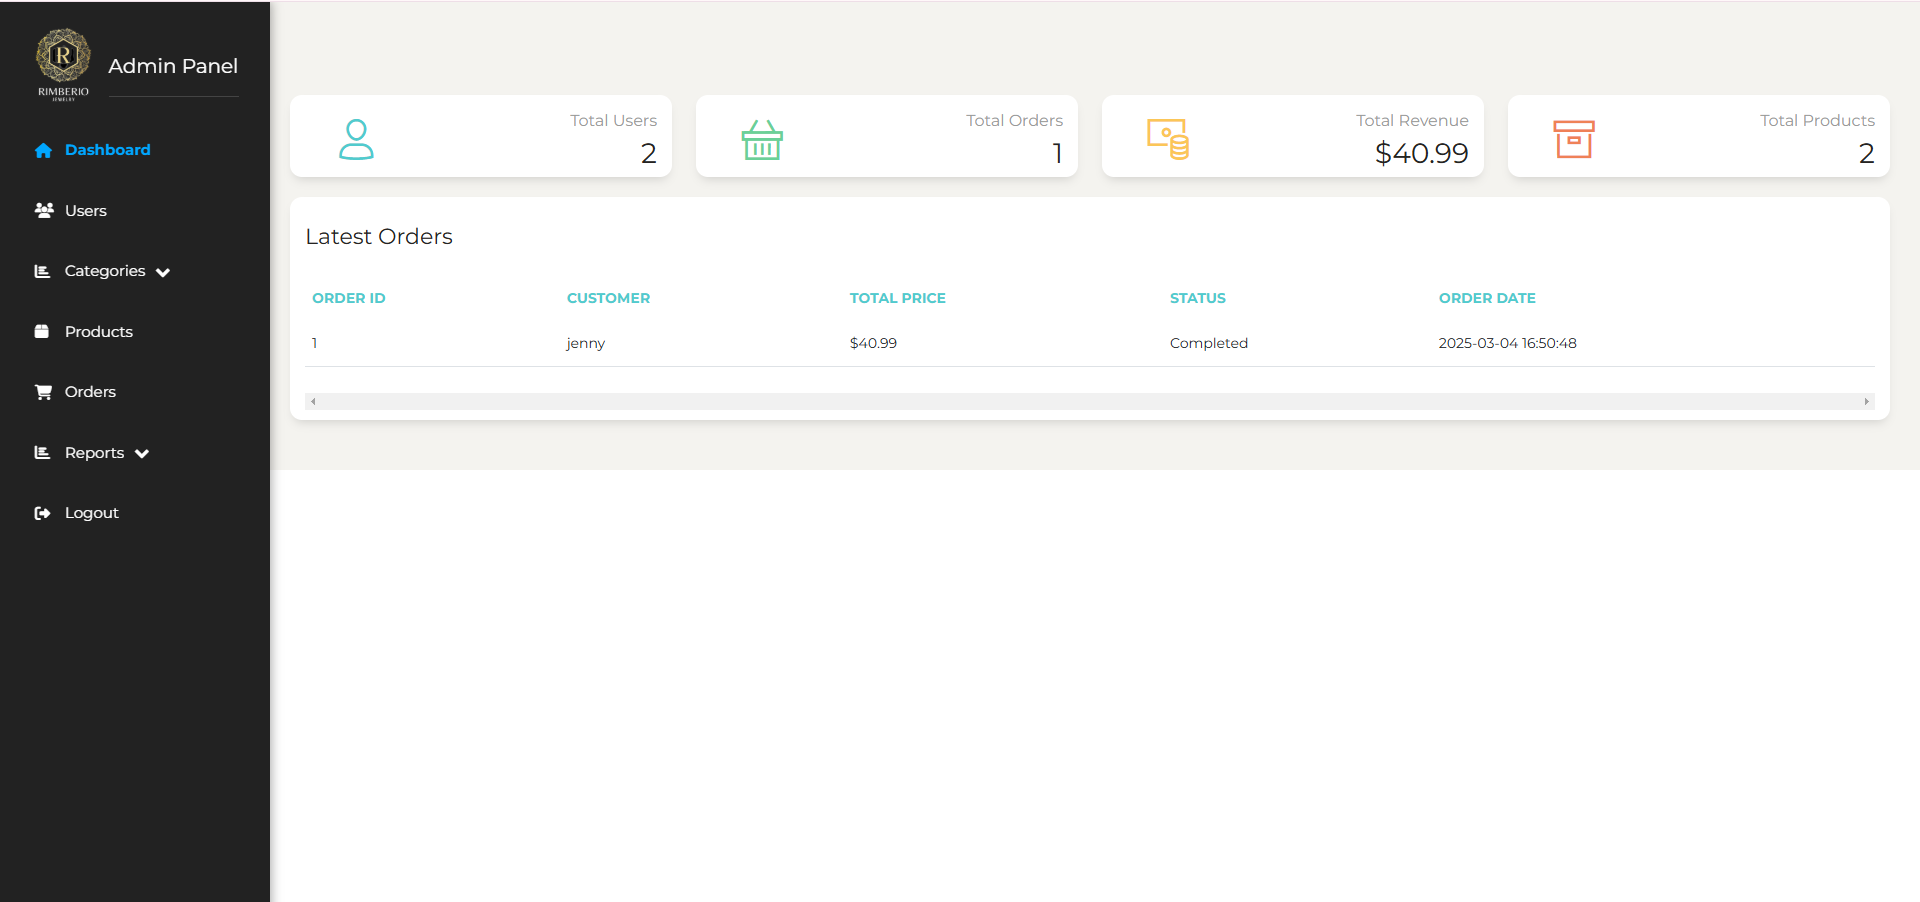 R
RIMBERIO
JEWELRY
Admin Panel
Dashboard
Users
Categories
Products
Orders
Reports
Logout
Total Users
2
Total Orders
1
Total Revenue
$40.99
Total Products
2
Latest Orders
ORDER ID CUSTOMER TOTAL PRICE STATUS ORDER DATE
1 jenny $40.99 Completed 2025-03-04 16:50:48